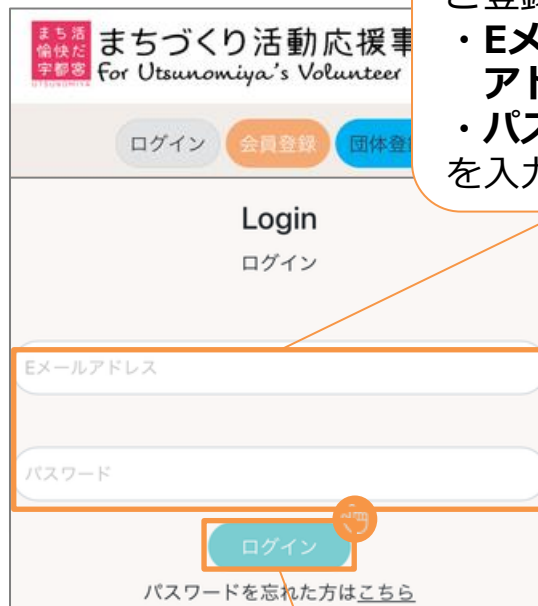 まち活
愉快だ
宇都宮
UTSUNOMIYA
まちづくり活動応援事
For Utsunomiya's Volunteer
ログイン
会員登録
団体登
Login
ログイン
Eメールアドレス
パスワード
ログイン
パスワードを忘れた方はこちら
ご登録
・Eメ
アド
・パス
を入力